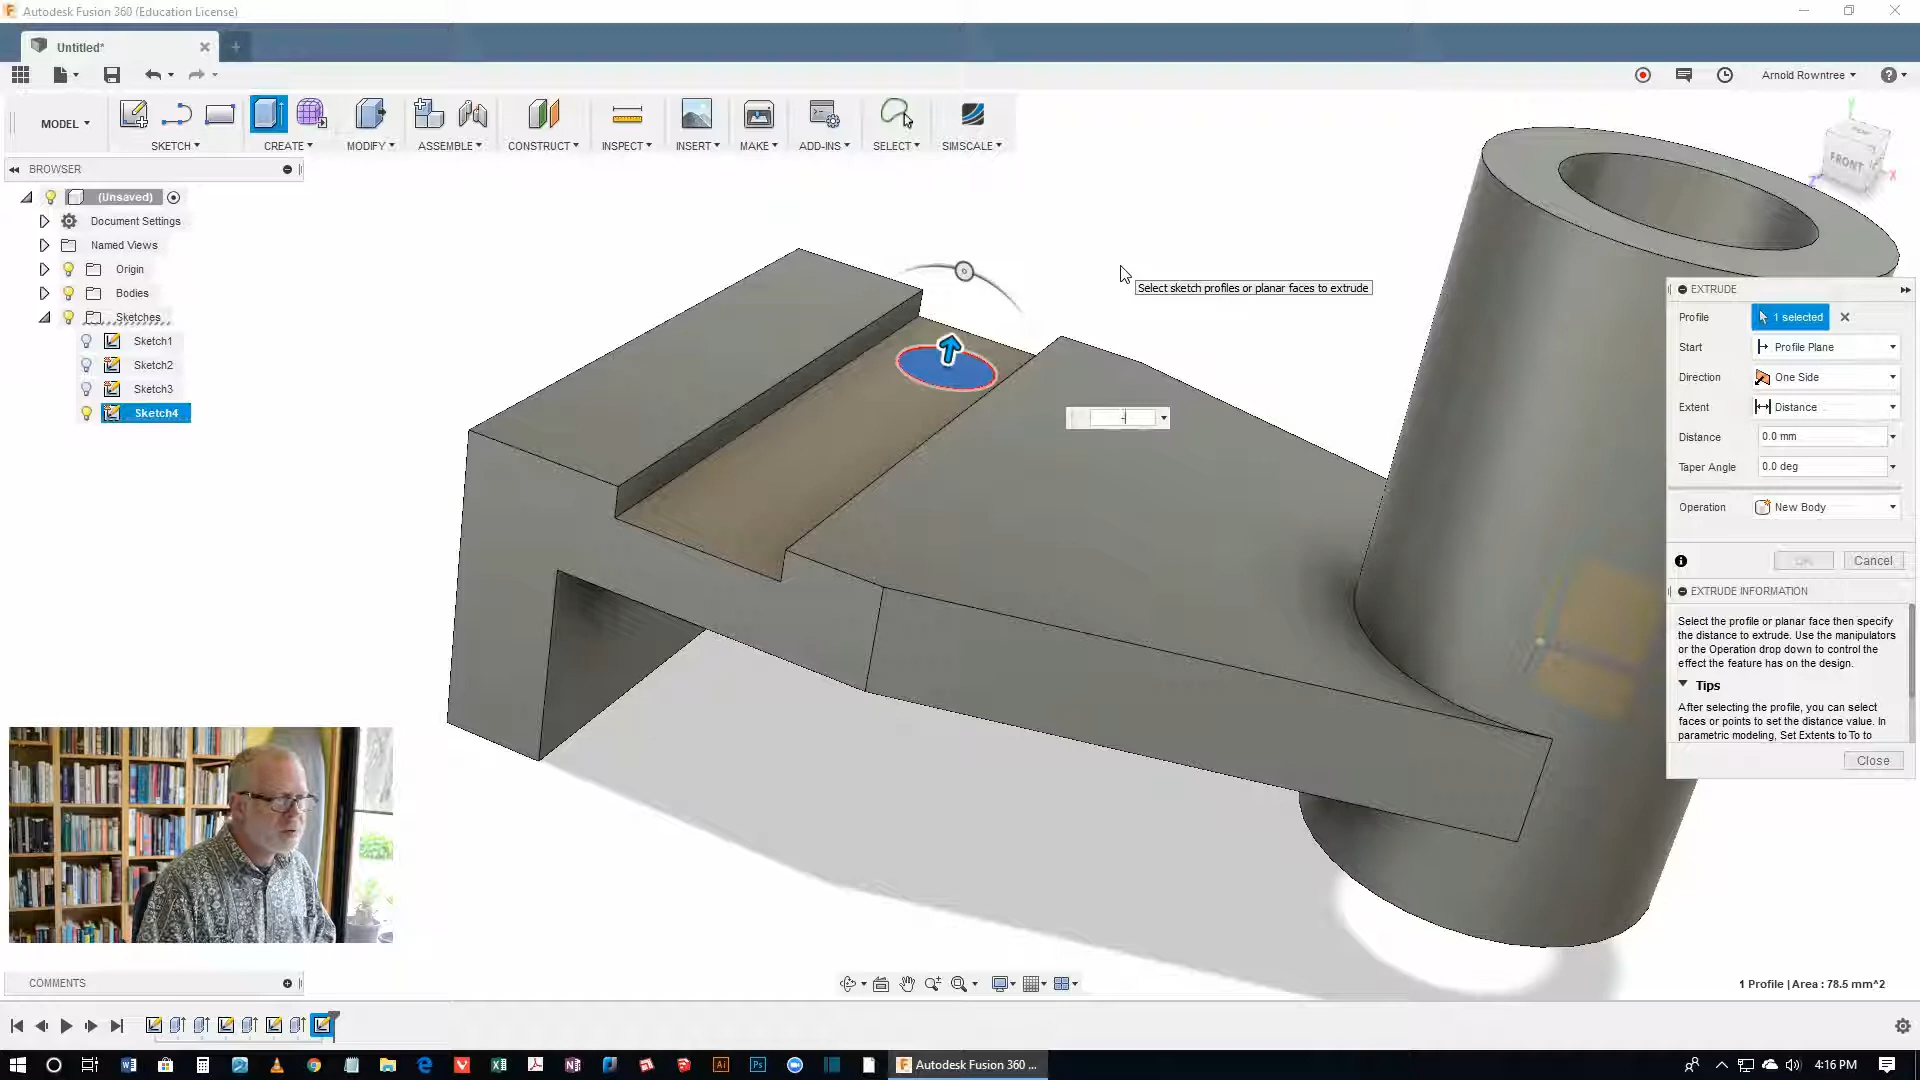 Autodesk Fusion 360 (Education License)
Untitled*
Arnold Rowntree
MODEL
SKETCH
CREATE
MODIFY
ASSEMBLE
CONSTRUCT
INSPECT
INSERT
MAKE
ADD-INS
SELECT
SIMSCALE
BROWSER
(Unsaved)
Document Settings
Named Views
Origin
Bodies
Sketches
Sketch1
Sketch2
Sketch3
Sketch4
FRONT
Select sketch profiles or planar faces to extrude
-
EXTRUDE
Profile 1 selected
Start Profile Plane
Direction One Side
Extent Distance
Distance 0.0 mm
Taper Angle 0.0 deg
Operation New Body
Cancel
EXTRUDE INFORMATION
Select the profile or planar face then specify
the distance to extrude. Use the manipulators
or the Operation drop down to control the
effect the feature has on the design.
Tips
After selecting the profile, you can select
faces or points to set the distance value. In
parametric modeling, Set Extents to To to
Close
COMMENTS
1 Profile | Area : 78.5 mm^2
Autodesk Fusion 360 ...
4:16 PM